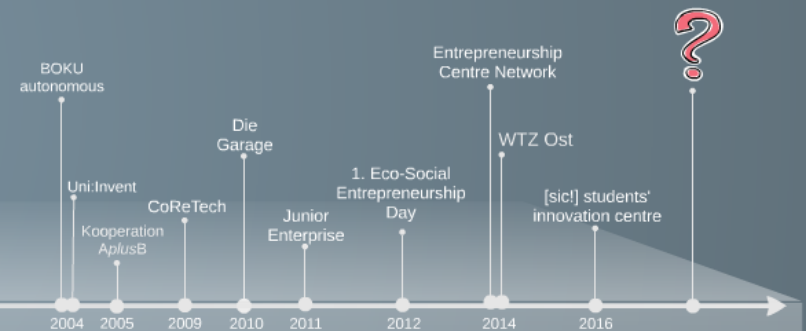 BOKU
autonomous
Uni:Invent
Kooperation
AplusB
CoReTech
Die
Garage
Junior
Enterprise
1. Eco-Social
Entrepreneurship
Day
Entrepreneurship
Centre Network
WTZ Ost
[sic!] students'
innovation centre
?
2004 2005 2009 2010 2011 2012 2014 2016